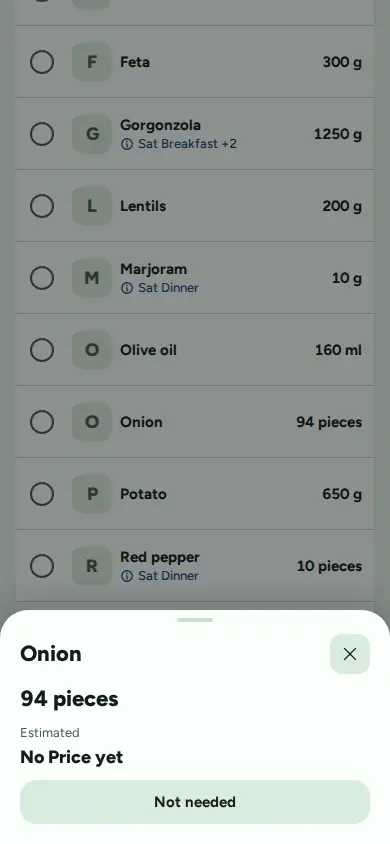 F Feta 300 g
G Gorgonzola 1250 g
Sat Breakfast +2
L Lentils 200 g
M Marjoram 10 g
Sat Dinner
O Olive oil 160 ml
O Onion 94 pieces
P Potato 650 g
R Red pepper 10 pieces
Sat Dinner
Onion
94 pieces
Estimated
No Price yet
Not needed